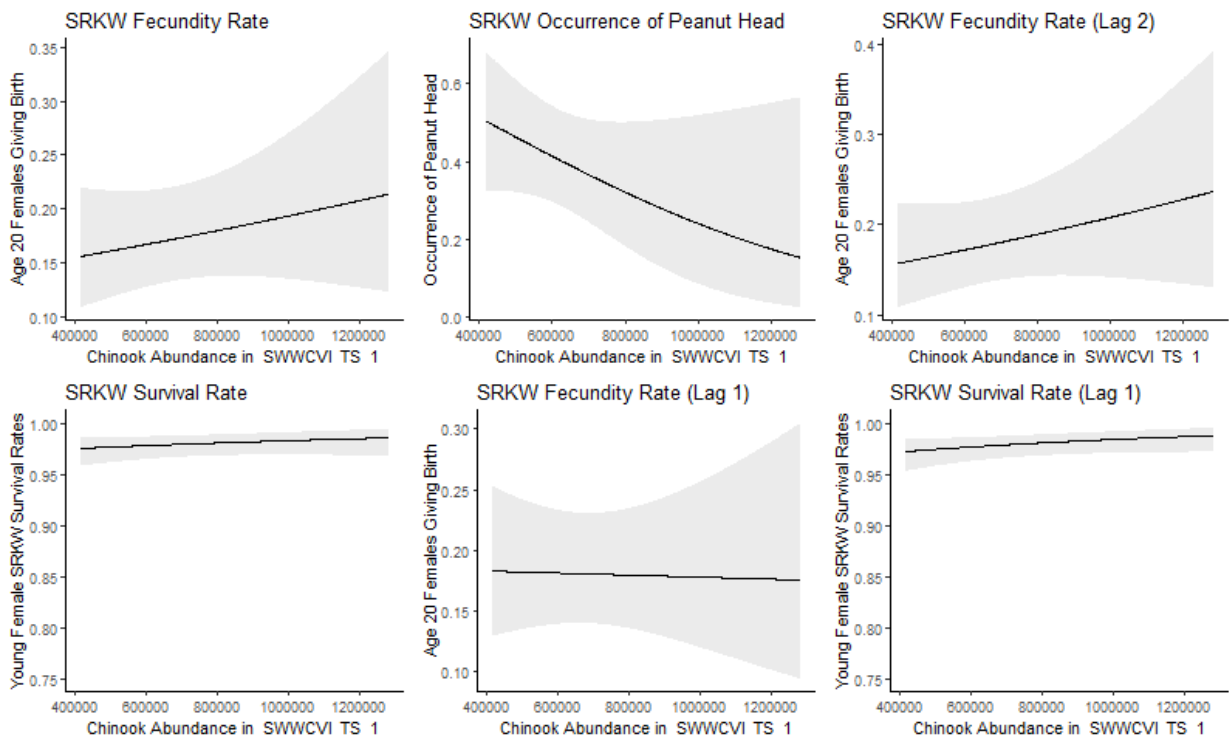 SRKW Fecundity Rate
Age 20 Females Giving Birth
0.35
0.30
0.25
0.20
0.15
0.10
400000 600000 800000 1000000 1200000
Chinook Abundance in SWWCVI TS 1
SRKW Occurrence of Peanut Head
Occurrence of Peanut Head
0.6
0.4
0.2
0.0
400000 600000 800000 1000000 1200000
Chinook Abundance in SWWCVI TS 1
SRKW Fecundity Rate (Lag 2)
Age 20 Females Giving Birth
0.4
0.3
0.2
0.1
400000 600000 800000 1000000 1200000
Chinook Abundance in SWWCVI TS 1
SRKW Survival Rate
Young Female SRKW Survival Rates
1.00
0.95
0.90
0.85
0.80
0.75
400000 600000 800000 1000000 1200000
Chinook Abundance in SWWCVI TS 1
SRKW Fecundity Rate (Lag 1)
Age 20 Females Giving Birth
0.30
0.25
0.20
0.15
0.10
400000 600000 800000 1000000 1200000
Chinook Abundance in SWWCVI TS 1
SRKW Survival Rate (Lag 1)
Young Female SRKW Survival Rates
1.00
0.95
0.90
0.85
0.80
0.75
400000 600000 800000 1000000 1200000
Chinook Abundance in SWWCVI TS 1